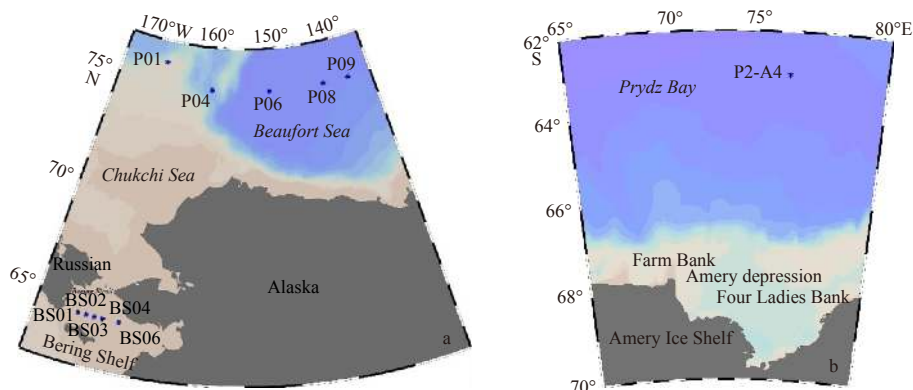 170°W
160°
150°
140°
75°
N
P01
P04
P06
P08
P09
Beaufort Sea
70°
Chukchi Sea
65°
Russian
Alaska
BS02
BS04
BS01
BS03
BS06
Bering Shelf
a
65°
70°
75°
80°E
62°
S
P2-A4
Prydz Bay
64°
66°
Farm Bank
Amery depression
Four Ladies Bank
68°
Amery Ice Shelf
b
70°